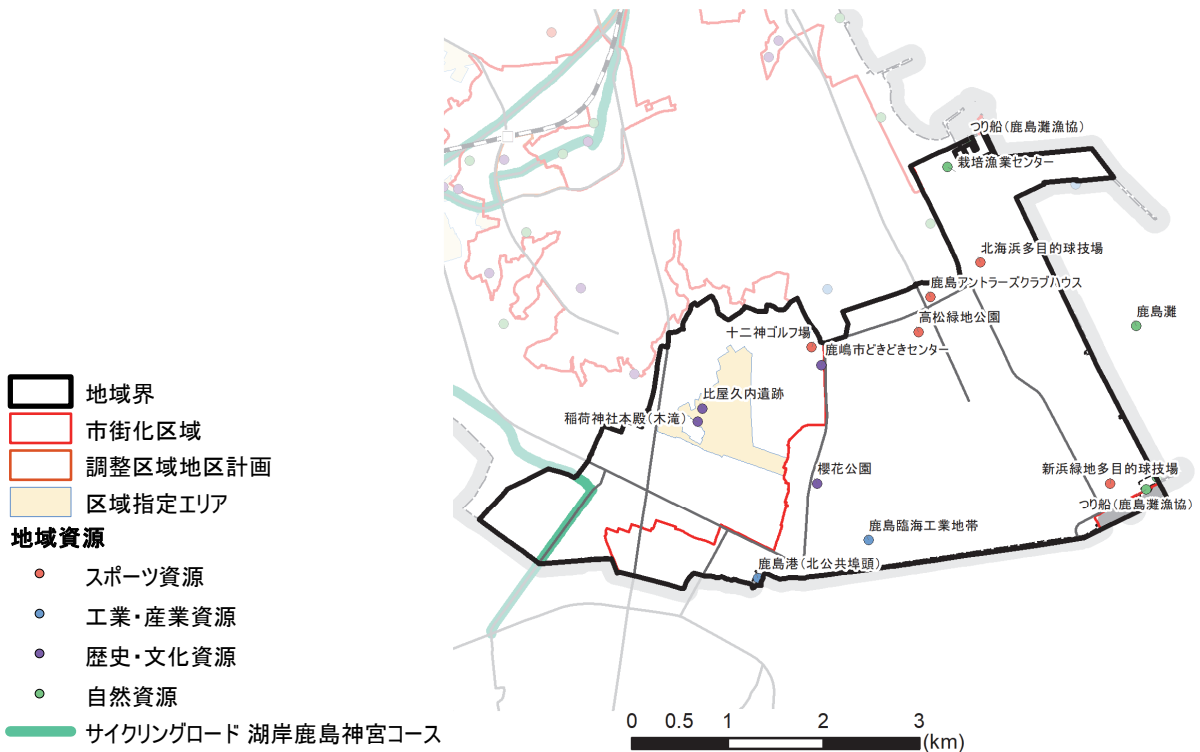 つり船(鹿島灘漁協)
栽培漁業センター
北海浜多目的球技場
鹿島アントラーズクラブハウス
高松緑地公園
鹿島灘
十二神ゴルフ場
鹿嶋市どきどきセンター
比屋久内遺跡
稲荷神社本殿(木滝)
櫻花公園
新浜緑地多目的球技場
つり船(鹿島灘漁協)
鹿島臨海工業地帯
鹿島港(北公共埠頭)
地域界
市街化区域
調整区域地区計画
区域指定エリア
地域資源
スポーツ資源
工業・産業資源
歴史・文化資源
自然資源
サイクリングロード 湖岸鹿島神宮コース
0 0.5 1 2 3
(km)